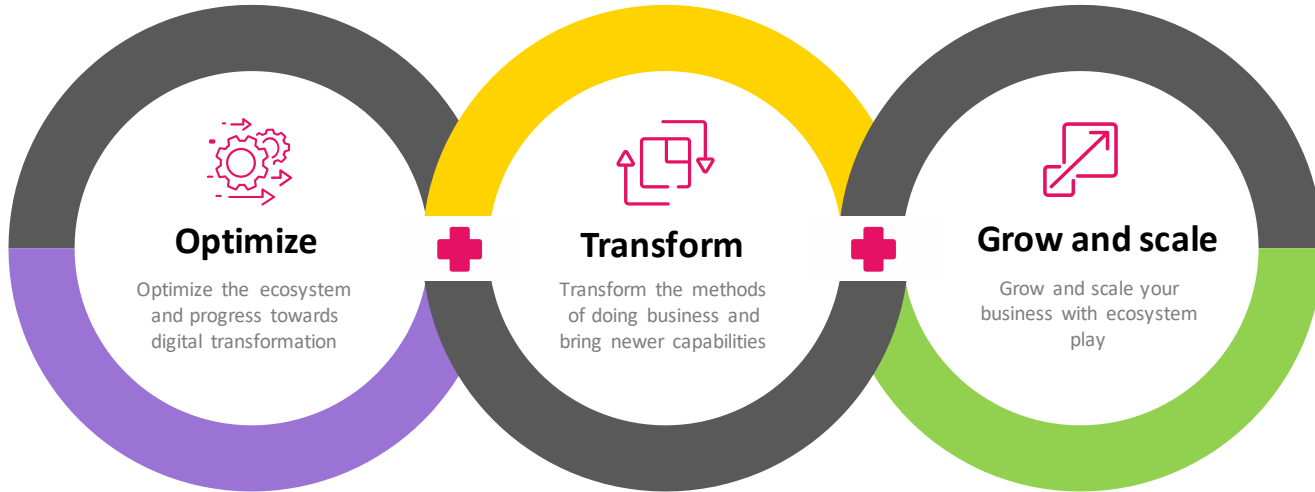 Optimize
Optimize the ecosystem
and progress towards
digital transformation
Transform
Transform the methods
of doing business and
bring newer capabilities
Grow and scale
Grow and scale your
business with ecosystem
play